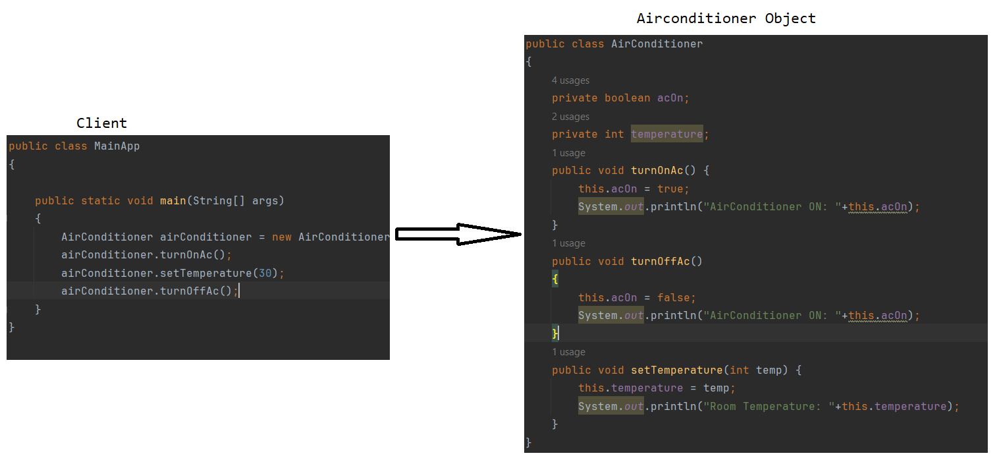 Client
public class MainApp
{
public static void main(String[] args)
{
AirConditioner airConditioner = new AirConditioner
airConditioner.turnOnAc();
airConditioner.setTemperature(30);
airConditioner.turnOffAc();
}
}
Airconditioner Object
public class AirConditioner
{
4 usages
private boolean acOn;
2 usages
private int temperature;
1 usage
public void turnOnAc() {
this.acOn = true;
System.out.println("AirConditioner ON: "+this.acOn);
}
1 usage
public void turnOffAc()
{
this.acOn = false;
System.out.println("AirConditioner ON: "+this.acOn);
}
1 usage
public void setTemperature(int temp) {
this.temperature = temp;
System.out.println("Room Temperature: "+this.temperature);
}
}